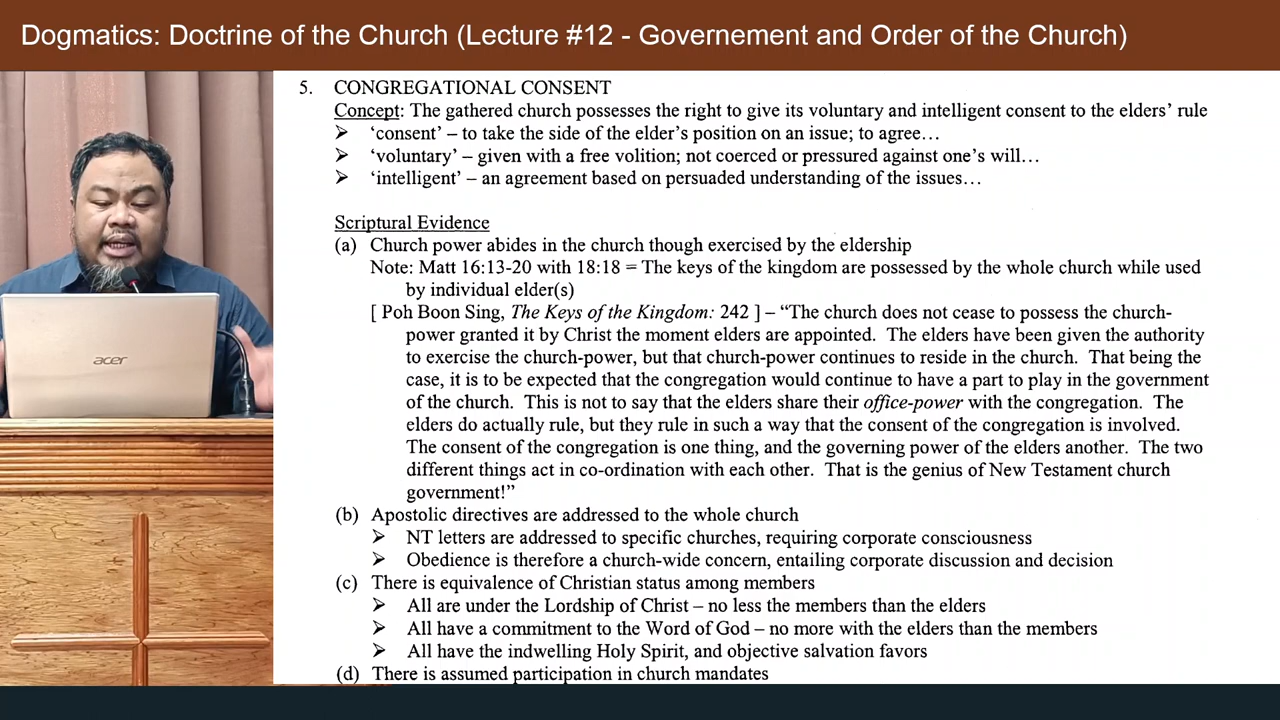 Dogmatics: Doctrine of the Church (Lecture #12 - Governement and Order of the Church)
5. CONGREGATIONAL CONSENT
Concept: The gathered church possesses the right to give its voluntary and intelligent consent to the elders' rule
➢ 'consent' – to take the side of the elder's position on an issue; to agree…
➢ 'voluntary' – given with a free volition; not coerced or pressured against one's will…
➢ 'intelligent' – an agreement based on persuaded understanding of the issues…
Scriptural Evidence
(a) Church power abides in the church though exercised by the eldership
Note: Matt 16:13-20 with 18:18 = The keys of the kingdom are possessed by the whole church while used
by individual elder(s)
[ Poh Boon Sing, The Keys of the Kingdom: 242 ] – "The church does not cease to possess the church-
power granted it by Christ the moment elders are appointed. The elders have been given the authority
to exercise the church-power, but that church-power continues to reside in the church. That being the
case, it is to be expected that the congregation would continue to have a part to play in the government
of the church. This is not to say that the elders share their office-power with the congregation. The
elders do actually rule, but they rule in such a way that the consent of the congregation is involved.
The consent of the congregation is one thing, and the governing power of the elders another. The two
different things act in co-ordination with each other. That is the genius of New Testament church
government!"
(b) Apostolic directives are addressed to the whole church
➢ NT letters are addressed to specific churches, requiring corporate consciousness
➢ Obedience is therefore a church-wide concern, entailing corporate discussion and decision
(c) There is equivalence of Christian status among members
➢ All are under the Lordship of Christ – no less the members than the elders
➢ All have a commitment to the Word of God – no more with the elders than the members
➢ All have the indwelling Holy Spirit, and objective salvation favors
(d) There is assumed participation in church mandates
acer